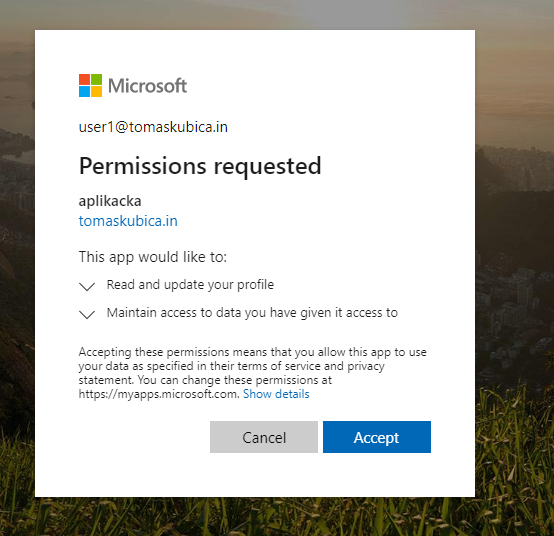 Microsoft
user1@tomaskubica.in
Permissions requested
aplikacka
tomaskubica.in
This app would like to:
Read and update your profile
Maintain access to data you have given it access to
Accepting these permissions means that you allow this app to use
your data as specified in their terms of service and privacy
statement. You can change these permissions at
https://myapps.microsoft.com. Show details
Cancel
Accept